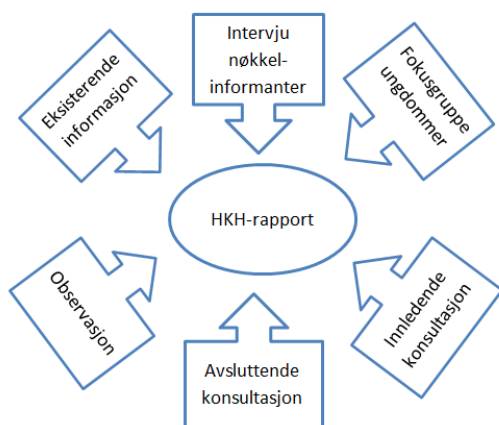 Intervju
nøkkel-
informanter
Eksisterende
informasjon
Fokusgruppe
ungdommer
HKH-rapport
Observasjon
Innledende
konsultasjon
Avsluttende
konsultasjon